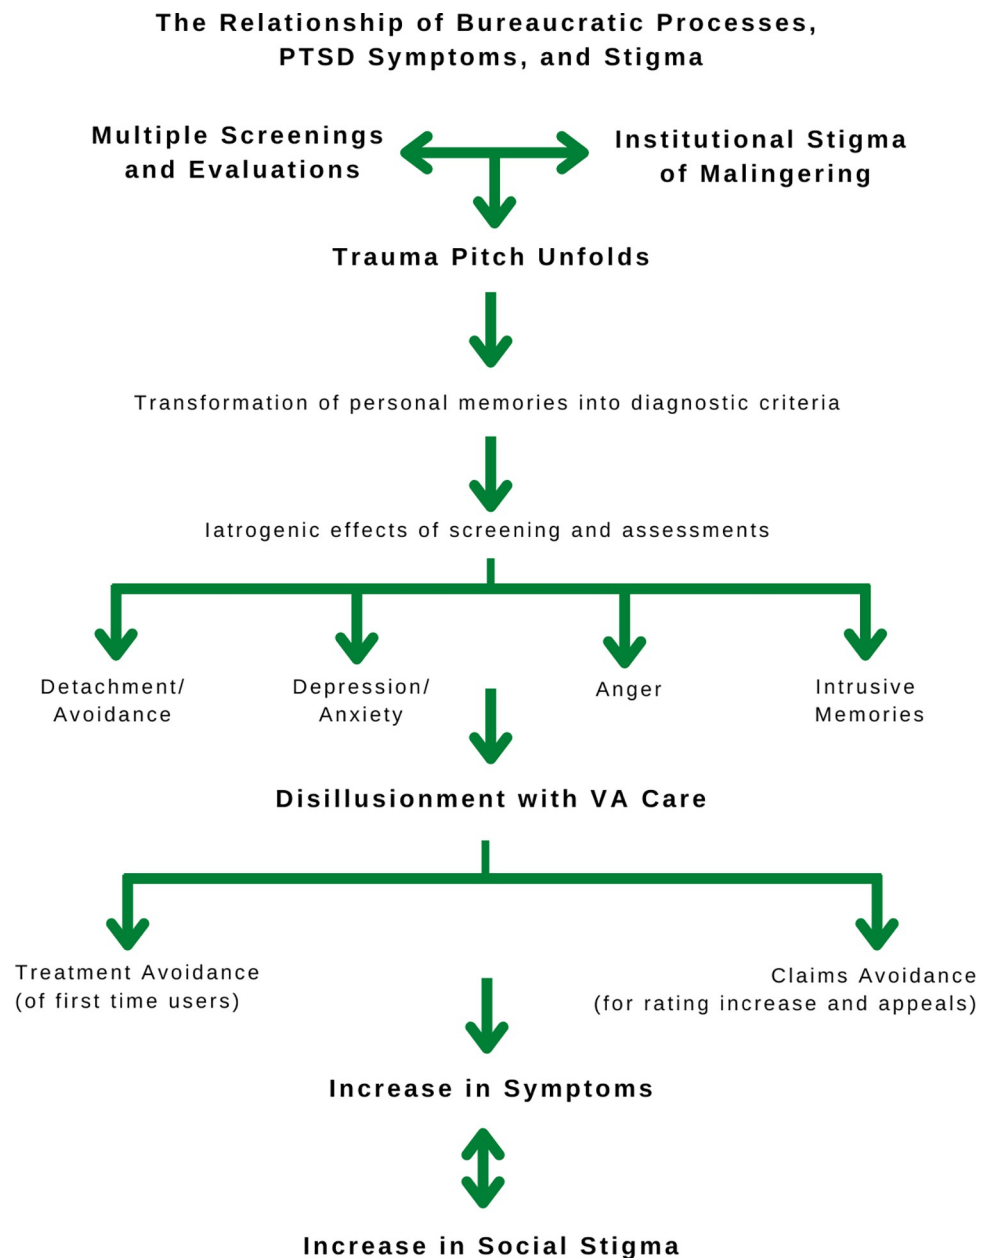 The Relationship of Bureaucratic Processes,
PTSD Symptoms, and Stigma
Multiple Screenings
and Evaluations
Institutional Stigma
of Malingering
Trauma Pitch Unfolds
Transformation of personal memories into diagnostic criteria
Iatrogenic effects of screening and assessments
Detachment/
Avoidance
Depression/
Anxiety
Anger
Intrusive
Memories
Disillusionment with VA Care
Treatment Avoidance
(of first time users)
Claims Avoidance
(for rating increase and appeals)
Increase in Symptoms
Increase in Social Stigma